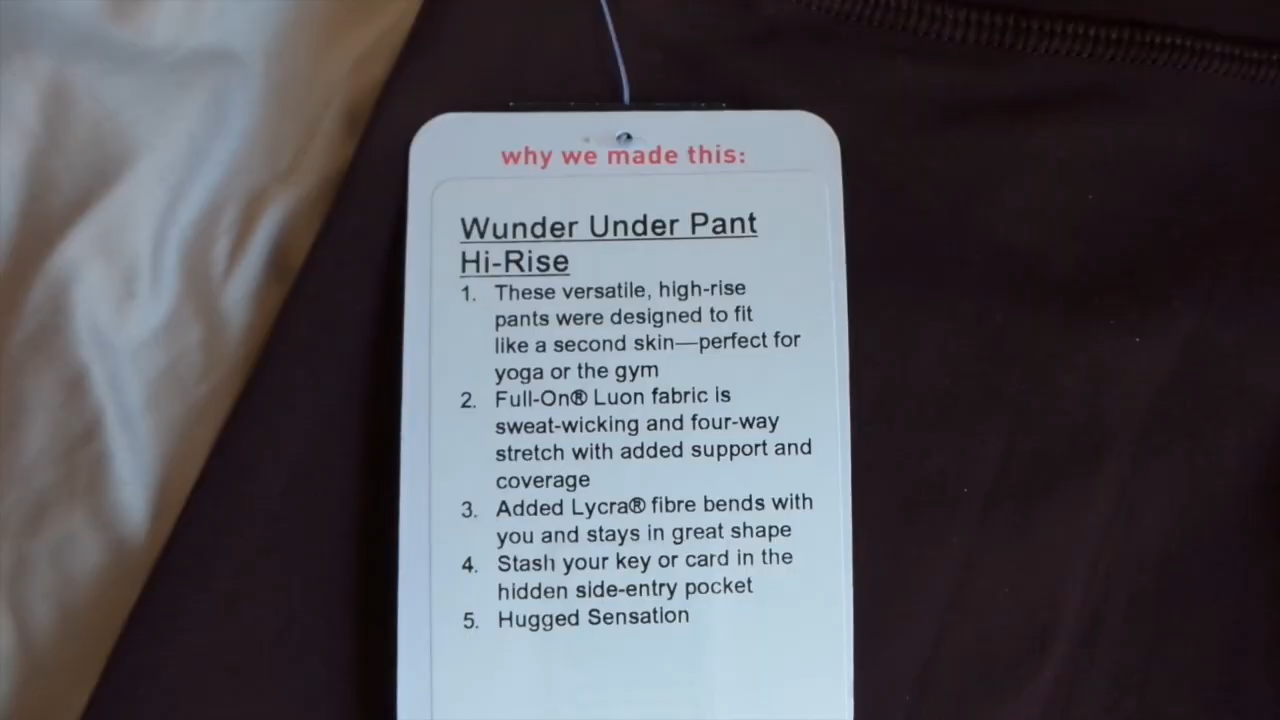 why we made this:
Wunder Under Pant
Hi-Rise
1. These versatile, high-rise
pants were designed to fit
like a second skin—perfect for
yoga or the gym
2. Full-On® Luon fabric is
sweat-wicking and four-way
stretch with added support and
coverage
3. Added Lycra® fibre bends with
you and stays in great shape
4. Stash your key or card in the
hidden side-entry pocket
5. Hugged Sensation